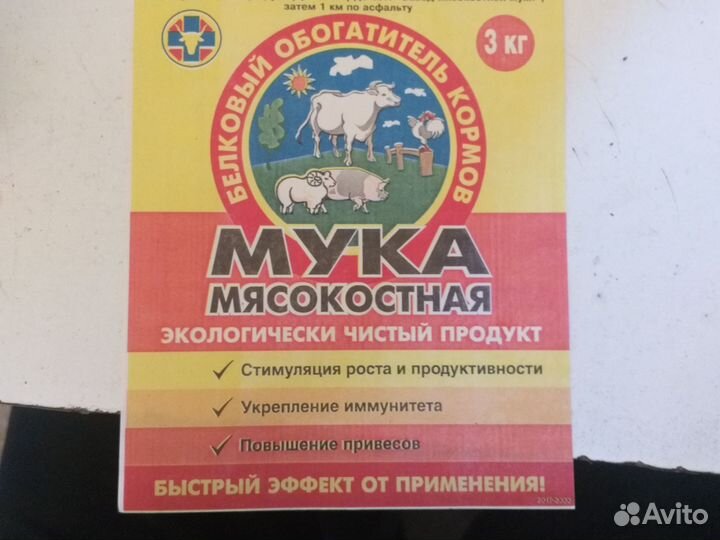 затем 1 км по асфальту
БЕЛКОВЫЙ ОБОГАТИТЕЛЬ КОРМОВ
3 КГ
МУКА
МЯСОКОСТНАЯ
ЭКОЛОГИЧЕСКИ ЧИСТЫЙ ПРОДУКТ
✓ Стимуляция роста и продуктивности
✓ Укрепление иммунитета
✓ Повышение привесов
БЫСТРЫЙ ЭФФЕКТ ОТ ПРИМЕНЕНИЯ!
Avito